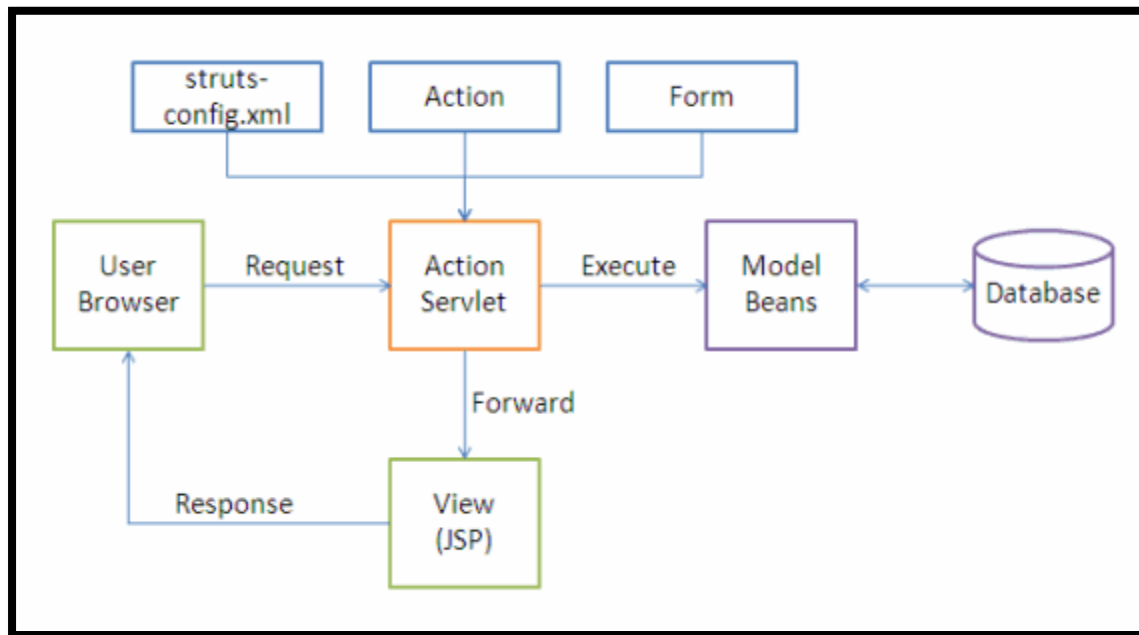 struts-
config.xml
Action
Form
User
Browser
Request
Action
Servlet
Execute
Model
Beans
Database
Forward
Response
View
(JSP)